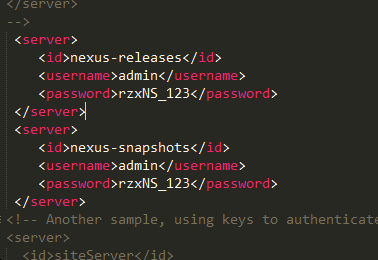 </server>
-->
<server>
<id>nexus-releases</id>
<username>admin</username>
<password>rzxNS_123</password>
</server>
<server>
<id>nexus-snapshots</id>
<username>admin</username>
<password>rzxNS_123</password>
</server>
<!-- Another sample, using keys to authenticate
<server>
<id>siteServer</id>